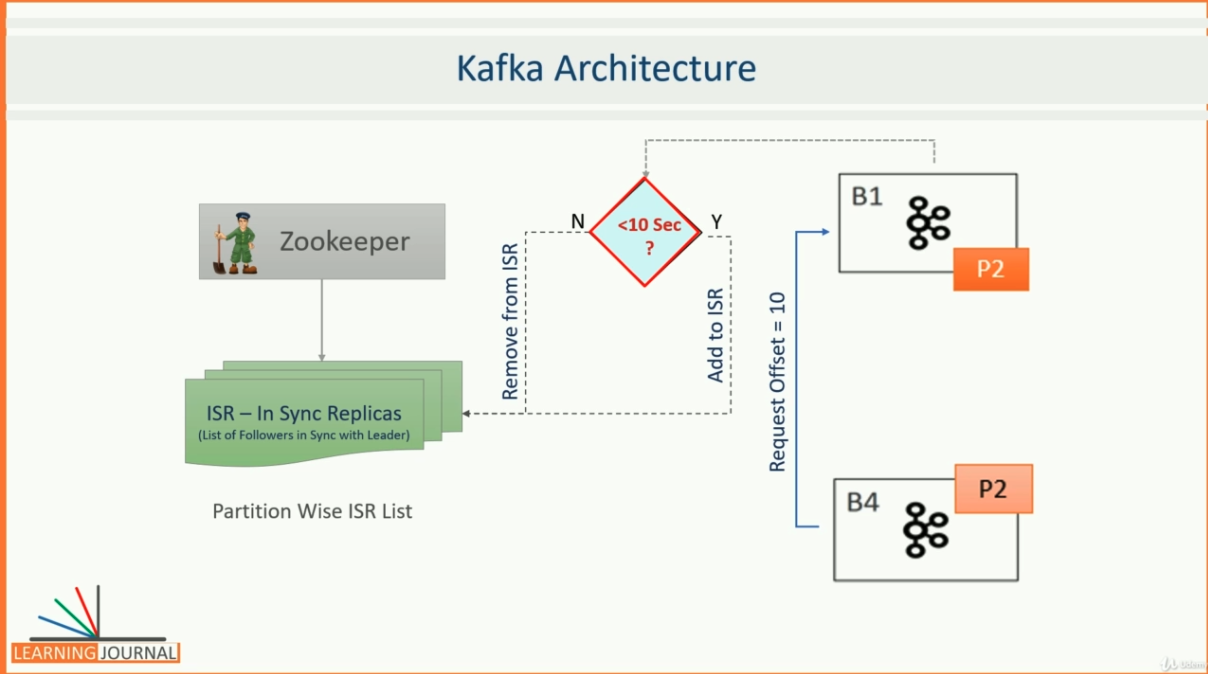 Kafka Architecture
Zookeeper
ISR – In Sync Replicas
(List of Followers in Sync with Leader)
Partition Wise ISR List
N
<10 Sec
?
Y
Remove from ISR
Add to ISR
Request Offset = 10
B1
P2
B4
P2
LEARNING JOURNAL
Udemy